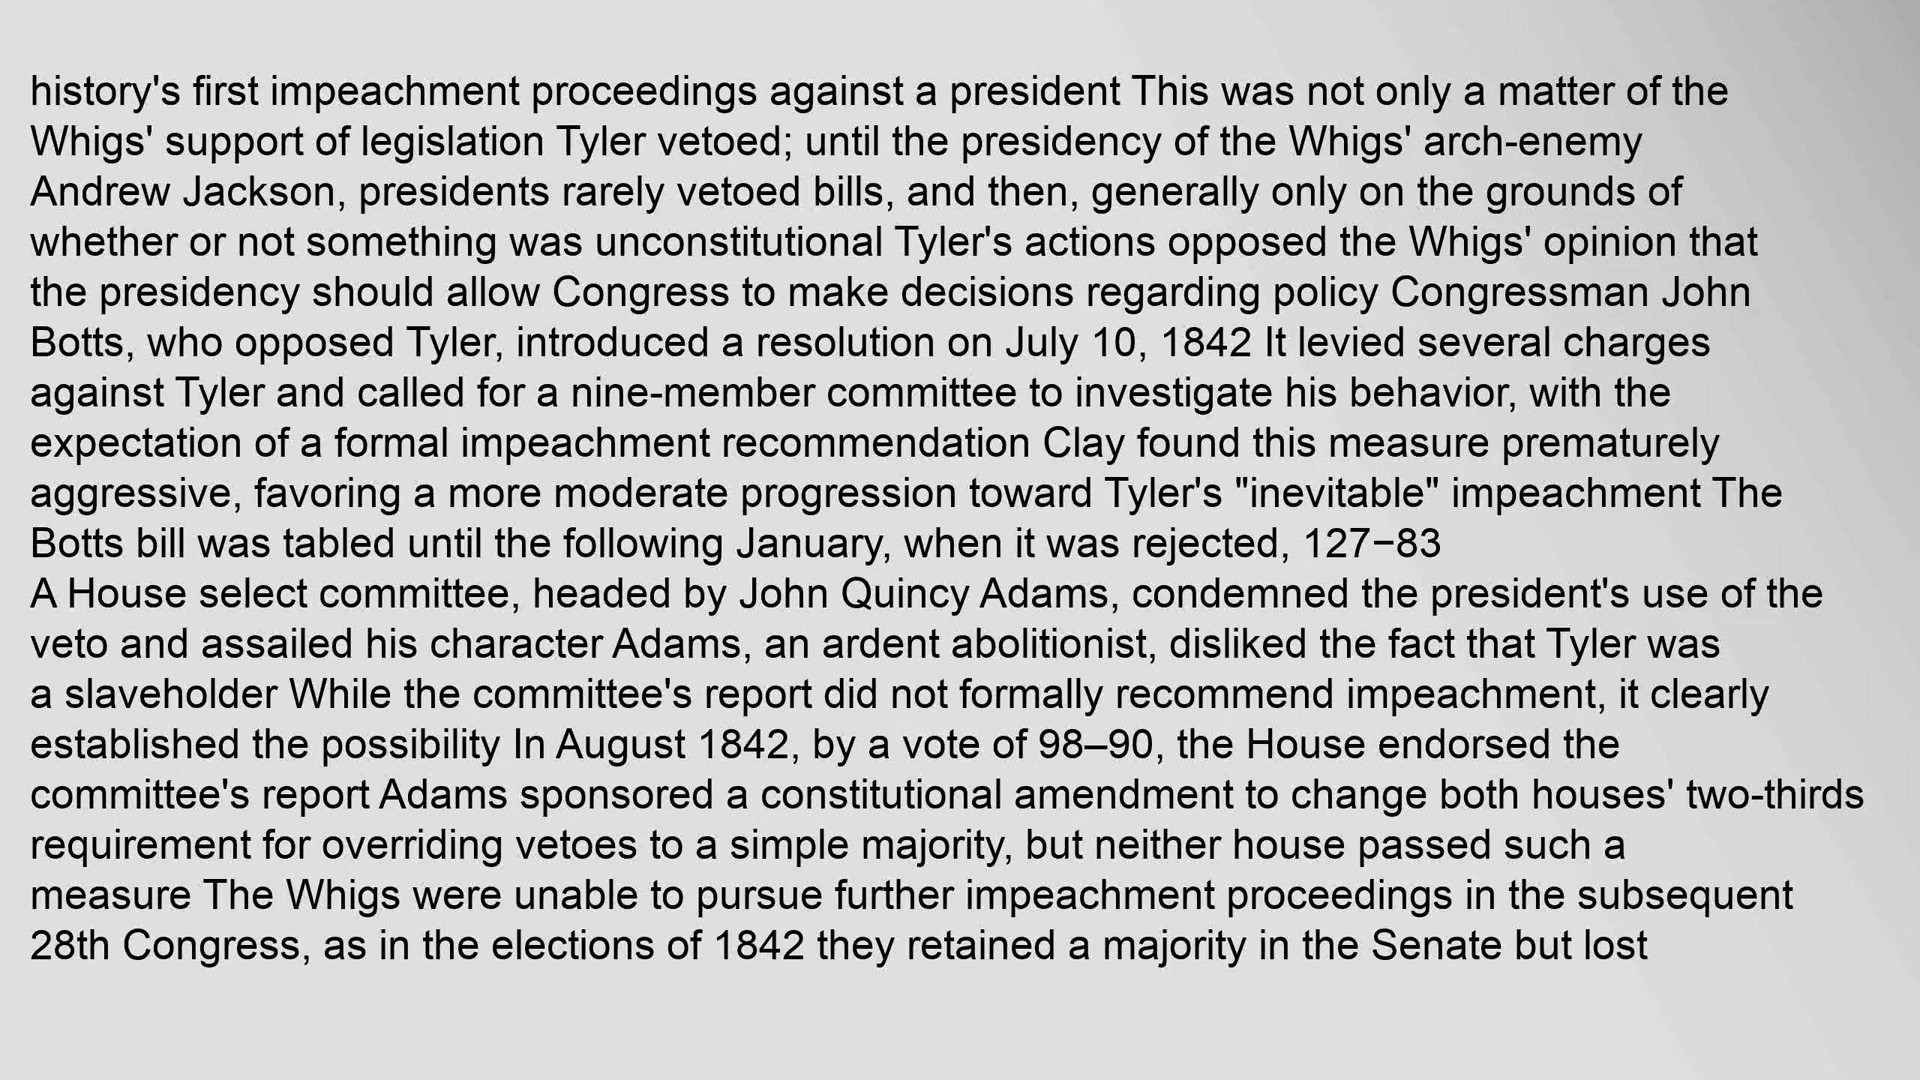 history's first impeachment proceedings against a president This was not only a matter of the
Whigs' support of legislation Tyler vetoed; until the presidency of the Whigs' arch-enemy
Andrew Jackson, presidents rarely vetoed bills, and then, generally only on the grounds of
whether or not something was unconstitutional Tyler's actions opposed the Whigs' opinion that
the presidency should allow Congress to make decisions regarding policy Congressman John
Botts, who opposed Tyler, introduced a resolution on July 10, 1842 It levied several charges
against Tyler and called for a nine-member committee to investigate his behavior, with the
expectation of a formal impeachment recommendation Clay found this measure prematurely
aggressive, favoring a more moderate progression toward Tyler's "inevitable" impeachment The
Botts bill was tabled until the following January, when it was rejected, 127−83
A House select committee, headed by John Quincy Adams, condemned the president's use of the
veto and assailed his character Adams, an ardent abolitionist, disliked the fact that Tyler was
a slaveholder While the committee's report did not formally recommend impeachment, it clearly
established the possibility In August 1842, by a vote of 98–90, the House endorsed the
committee's report Adams sponsored a constitutional amendment to change both houses' two-thirds
requirement for overriding vetoes to a simple majority, but neither house passed such a
measure The Whigs were unable to pursue further impeachment proceedings in the subsequent
28th Congress, as in the elections of 1842 they retained a majority in the Senate but lost